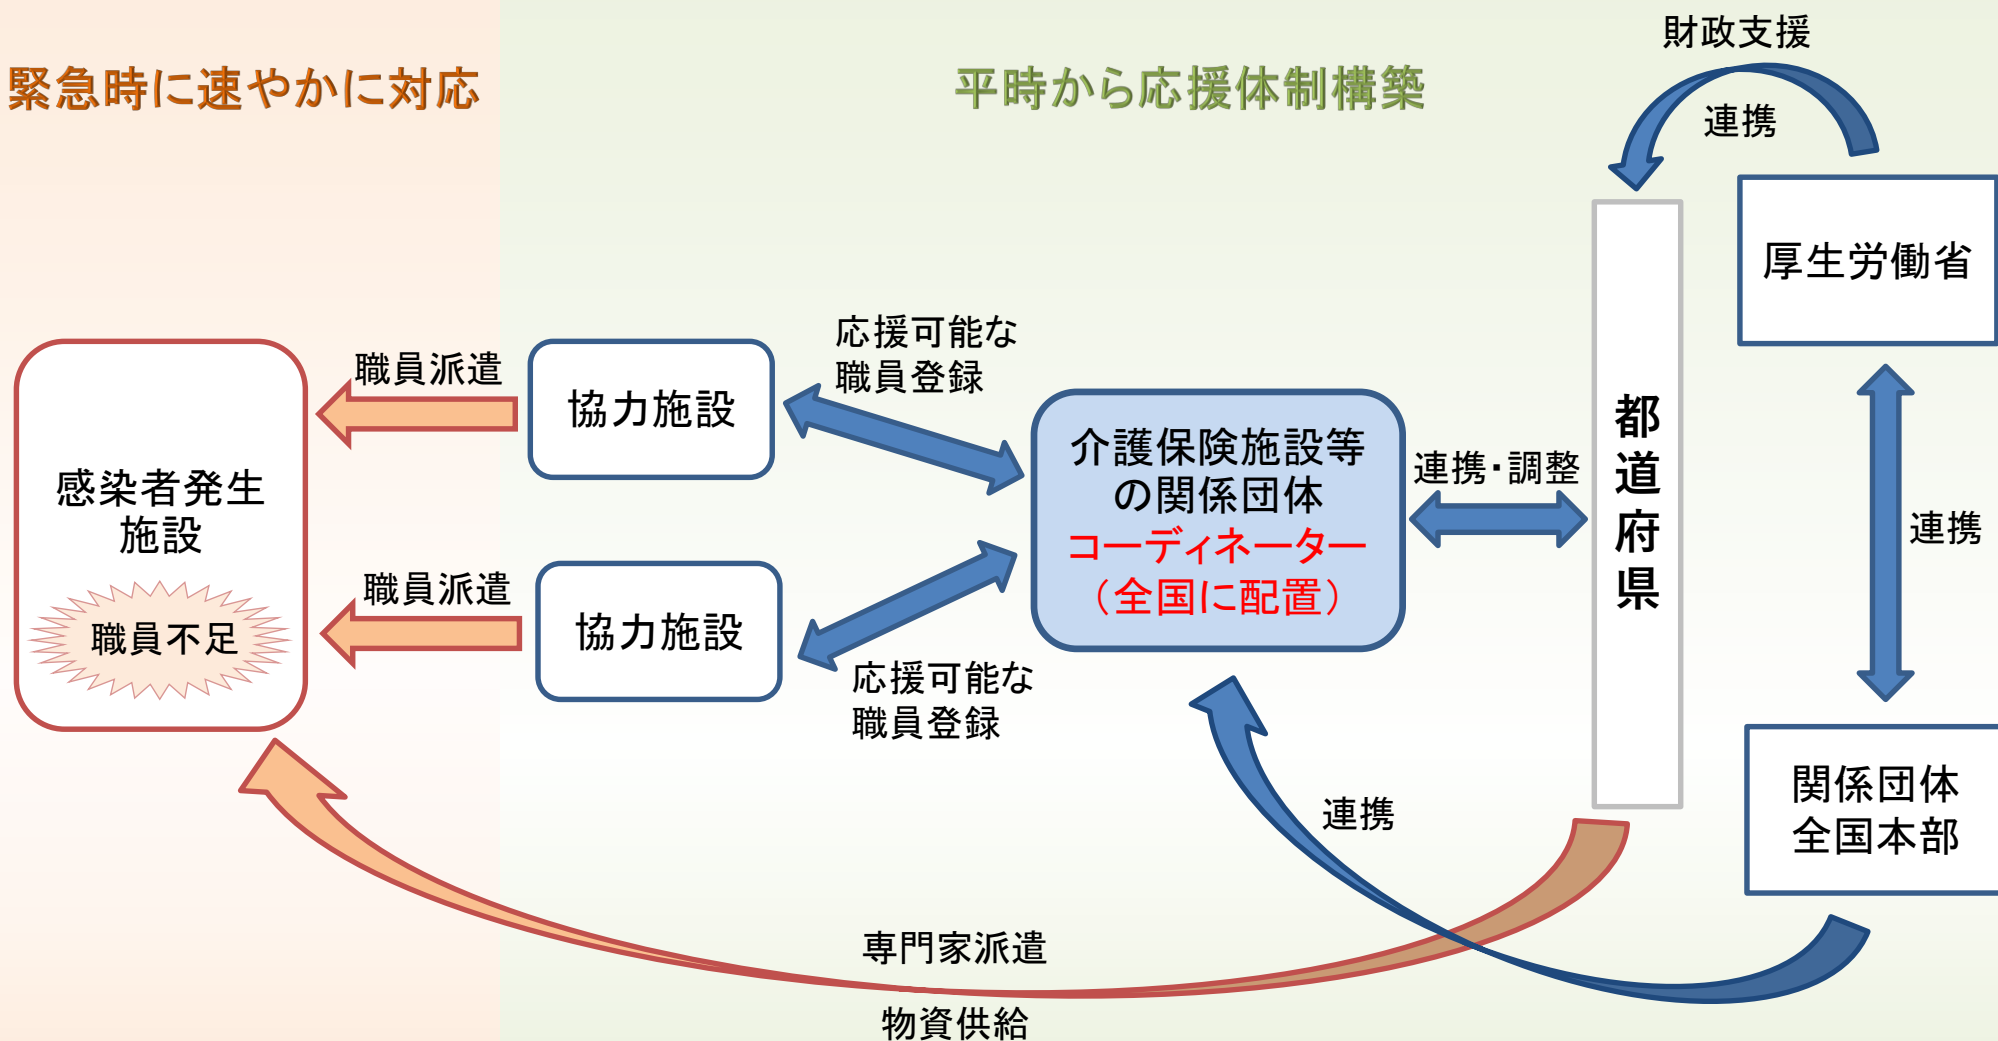 緊急時に速やかに対応
平時から応援体制構築
財政支援
連携
厚生労働省
都道府県
連携
関係団体
全国本部
連携・調整
介護保険施設等
の関係団体
コーディネーター
（全国に配置）
応援可能な
職員登録
応援可能な
職員登録
協力施設
協力施設
職員派遣
職員派遣
感染者発生
施設
職員不足
連携
専門家派遣
物資供給